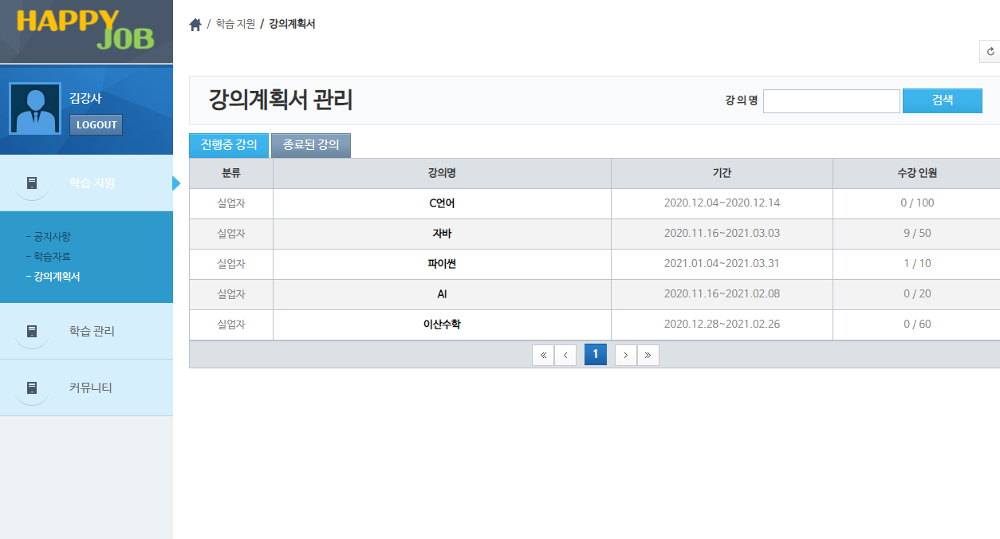 HAPPY
JOB
김강사
LOGOUT
학습 지원
- 공지사항
- 학습자료
- 강의계획서
학습 관리
커뮤니티
/ 학습 지원 / 강의계획서
강의계획서 관리
강 의 명
검색
진행중 강의 종료된 강의
분류 강의명 기간 수강 인원
실업자 C언어 2020.12.04~2020.12.14 0 / 100
실업자 자바 2020.11.16~2021.03.03 9 / 50
실업자 파이썬 2021.01.04~2021.03.31 1 / 10
실업자 AI 2020.11.16~2021.02.08 0 / 20
실업자 이산수학 2020.12.28~2021.02.26 0 / 60
« ‹ 1 › »